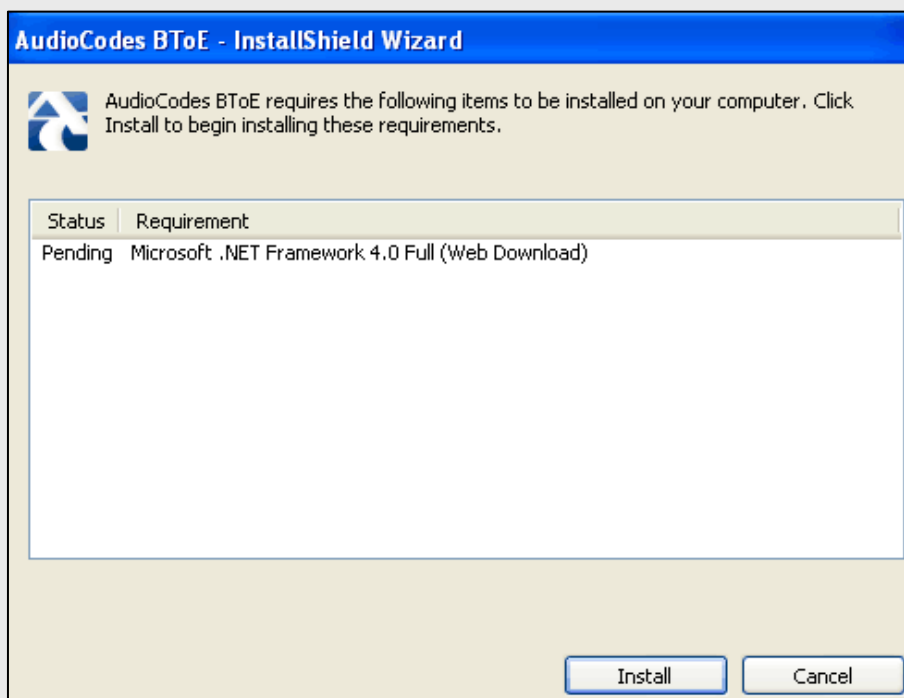 AudioCodes BToE - InstallShield Wizard
AudioCodes BToE requires the following items to be installed on your computer. Click
Install to begin installing these requirements.
Status Requirement
Pending Microsoft .NET Framework 4.0 Full (Web Download)
Install Cancel